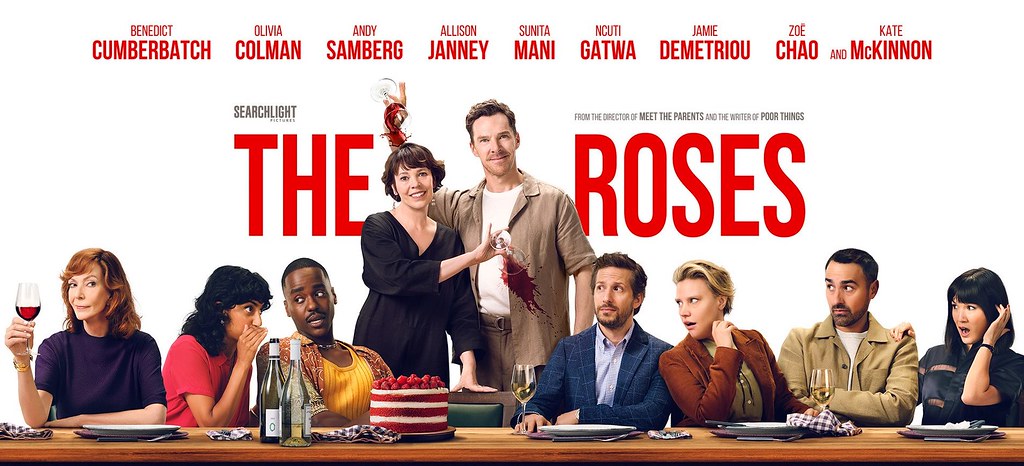 BENEDICT CUMBERBATCH
OLIVIA COLMAN
ANDY SAMBERG
ALLISON JANNEY
SUNITA MANI
NCUTI GATWA
JAMIE DEMETRIOU
ZOË CHAO
AND KATE McKINNON
SEARCHLIGHT
PICTURES
FROM THE DIRECTOR OF MEET THE PARENTS AND THE WRITER OF POOR THINGS
THE ROSES